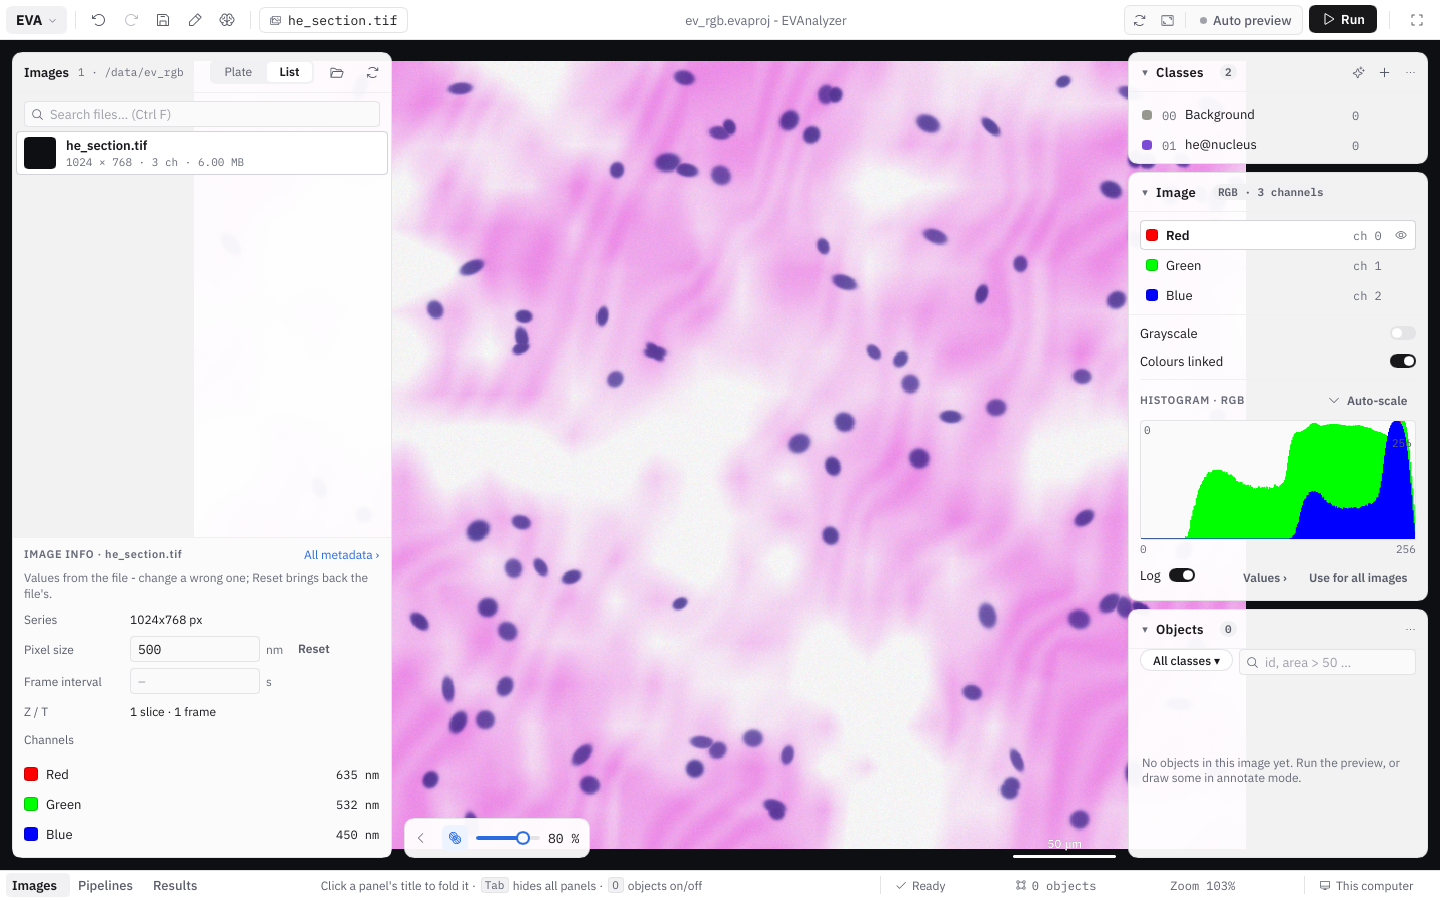 EVA
he_section.tif
ev_rgb.evaproj - EVAnalyzer
Auto preview
Run
Images 1 · /data/ev_rgb
Plate
List
Search files... (Ctrl F)
he_section.tif
1024 × 768 · 3 ch · 6.00 MB
IMAGE INFO · he_section.tif
All metadata ›
Values from the file - change a wrong one; Reset brings back the
file's.
Series 1024x768 px
Pixel size 500 nm Reset
Frame interval – s
Z / T 1 slice · 1 frame
Channels
Red 635 nm
Green 532 nm
Blue 450 nm
80 %
50 µm
Classes 2
00 Background 0
01 he@nucleus 0
Image RGB · 3 channels
Red ch 0
Green ch 1
Blue ch 2
Grayscale
Colours linked
HISTOGRAM · RGB
Auto-scale
0
256
0 256
Log
Values ›
Use for all images
Objects 0
All classes ▾
id, area > 50 ...
No objects in this image yet. Run the preview, or
draw some in annotate mode.
Images
Pipelines
Results
Click a panel's title to fold it · Tab hides all panels · O objects on/off
Ready
0 objects
Zoom 103%
This computer